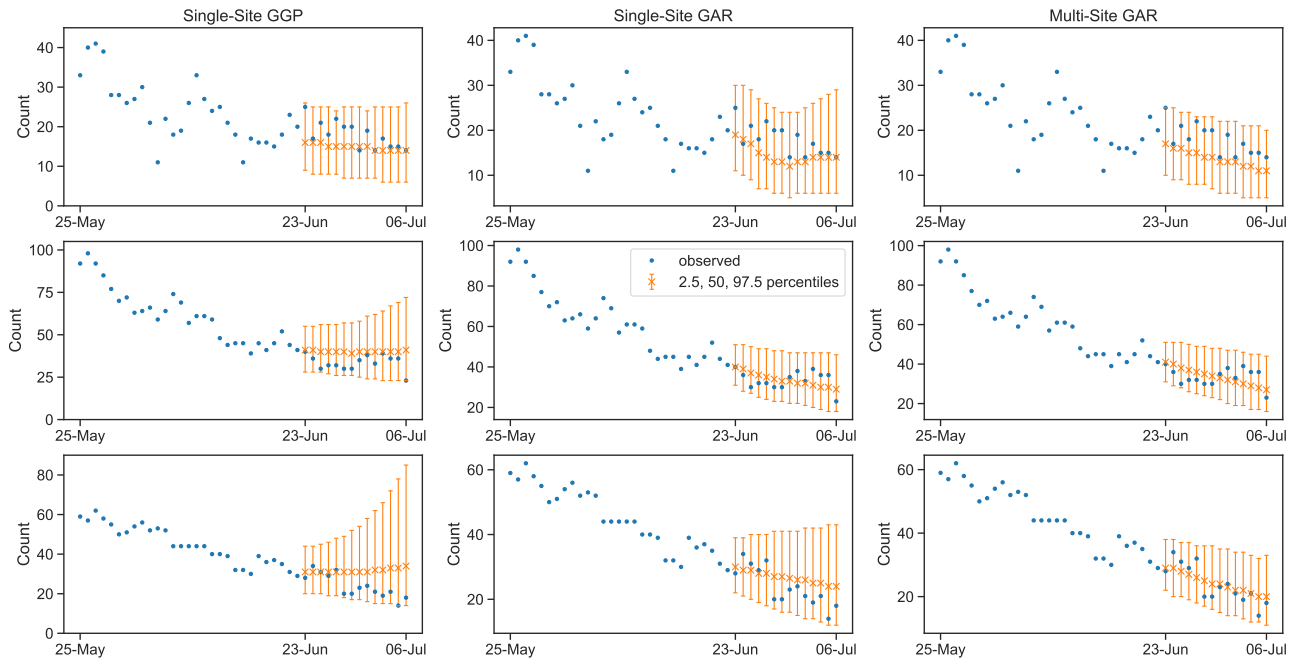 Single-Site GGP
Single-Site GAR
Multi-Site GAR
Count
40
30
20
10
0
25-May
23-Jun
06-Jul
Count
40
30
20
10
25-May
23-Jun
06-Jul
Count
40
30
20
10
25-May
23-Jun
06-Jul
Count
100
75
50
25
0
25-May
23-Jun
06-Jul
Count
100
80
60
40
20
observed
2.5, 50, 97.5 percentiles
25-May
23-Jun
06-Jul
Count
100
80
60
40
20
25-May
23-Jun
06-Jul
Count
80
60
40
20
0
25-May
23-Jun
06-Jul
Count
60
40
20
25-May
23-Jun
06-Jul
Count
60
40
20
25-May
23-Jun
06-Jul